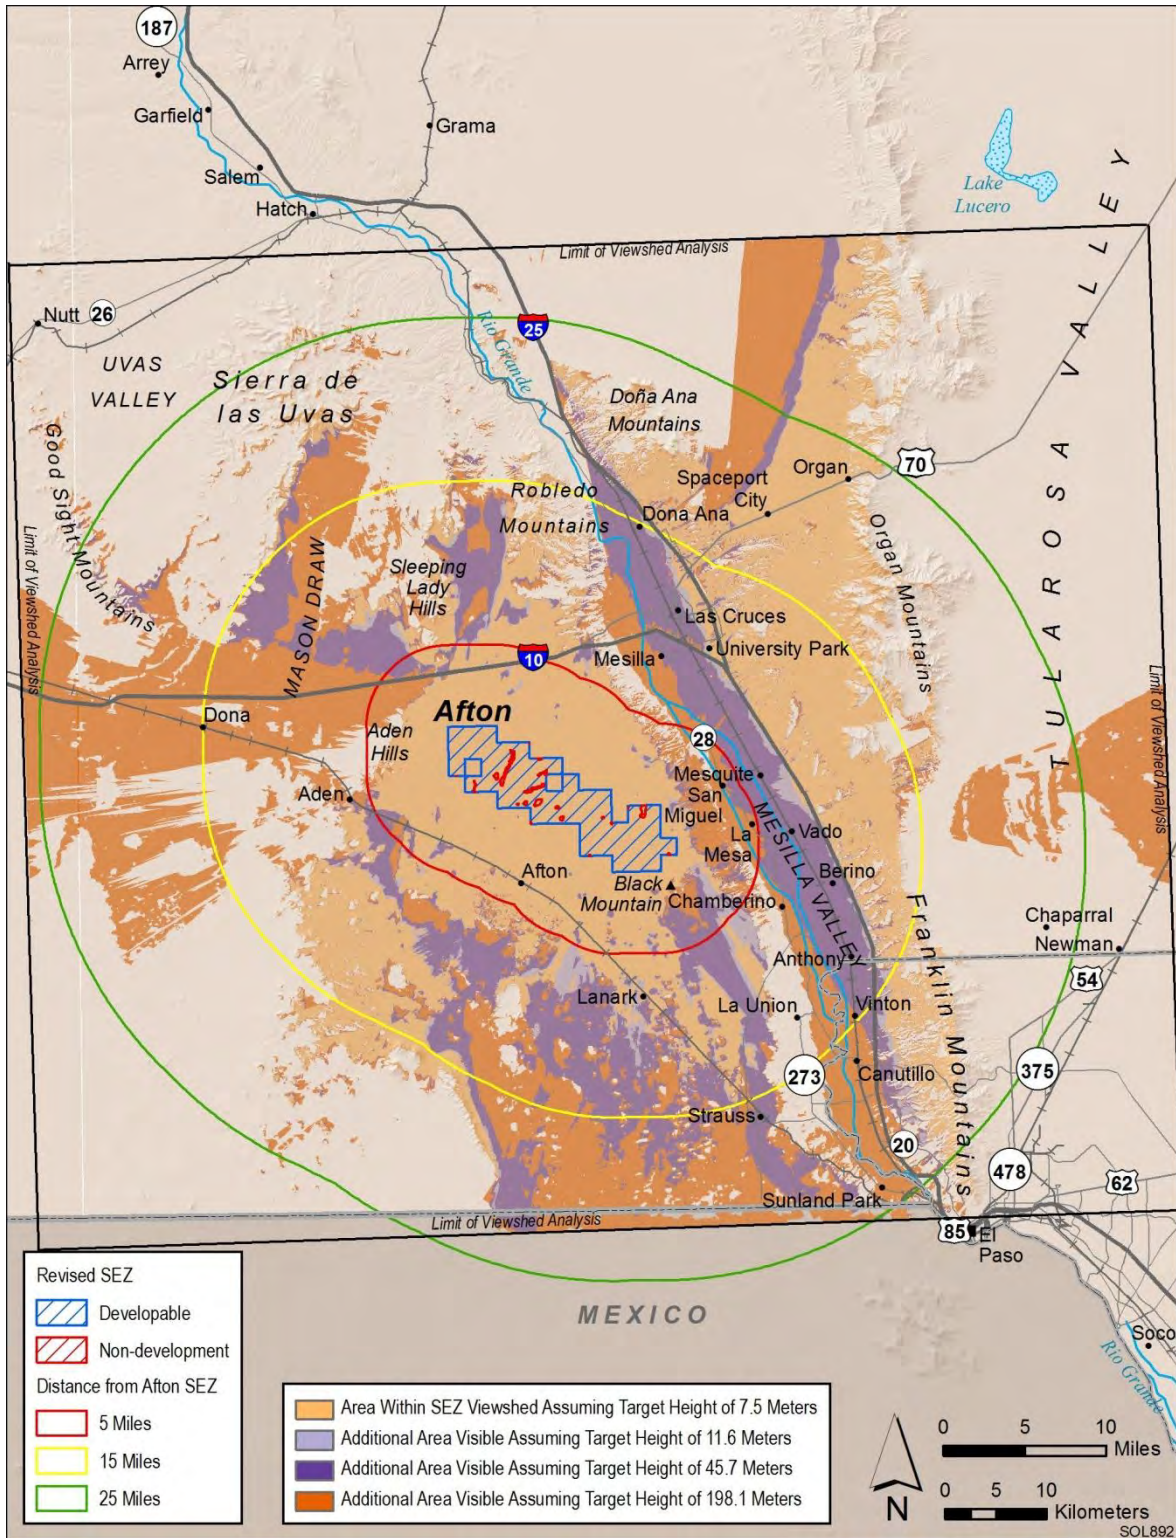 187
Arrey
Garfield
Grama
Salem
Hatch
Lake
Lucero
Limit of Viewshed Analysis
Nutt
26
25
Rio Grande
UVAS
VALLEY
Sierra de
las Uvas
Doña Ana
Mountains
Good Sight Mountains
TULAROSA VALLEY
Spaceport
City
Organ
70
Robledo
Mountains
Dona Ana
Organ Mountains
Limit of Viewshed Analysis
MASON DRAW
Sleeping
Lady
Hills
Las Cruces
10
Mesilla
University Park
Limit of Viewshed Analysis
Dona
Afton
Aden
Hills
28
Aden
Mesquite
San
Miguel
La
Mesa
MESILLA VALLEY
Vado
Afton
Black
Mountain
Berino
Chamberino
Franklin Mountains
Chaparral
Newman
Anthony
54
Lanark
La Union
Vinton
273
Canutillo
375
Strauss
20
478
62
Sunland Park
Limit of Viewshed Analysis
85
El
Paso
MEXICO
Soco
Rio Grande
Revised SEZ
Developable
Non-development
Distance from Afton SEZ
5 Miles
15 Miles
25 Miles
Area Within SEZ Viewshed Assuming Target Height of 7.5 Meters
Additional Area Visible Assuming Target Height of 11.6 Meters
Additional Area Visible Assuming Target Height of 45.7 Meters
Additional Area Visible Assuming Target Height of 198.1 Meters
N
0 5 10
Miles
0 5 10
Kilometers
SOL892